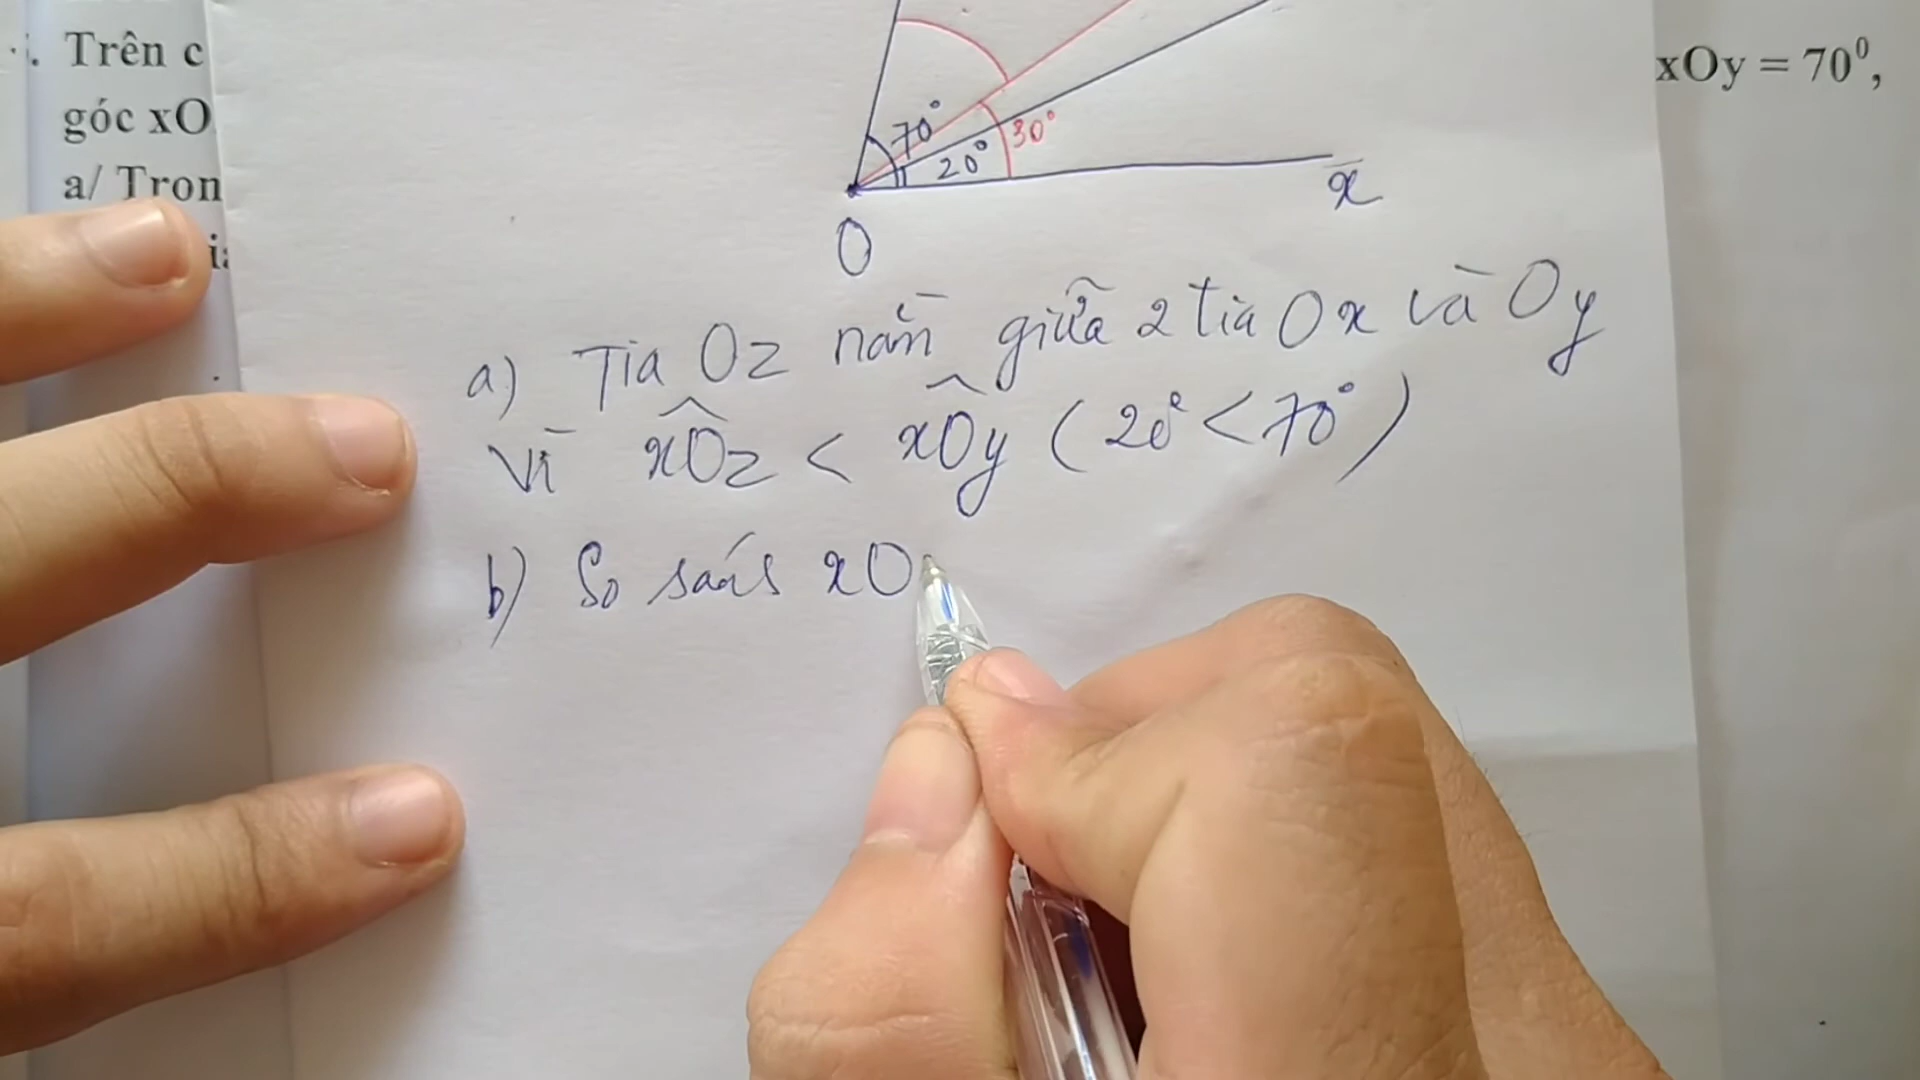 . Trên c
xOy = 70⁰,
góc xO
a/ Tron
70°
20°
30°
x
O
a) Tia Oz nằm giữa 2 tia Ox và Oy
vì xOz < xOy ( 20° < 70° )
b) So sánh xO